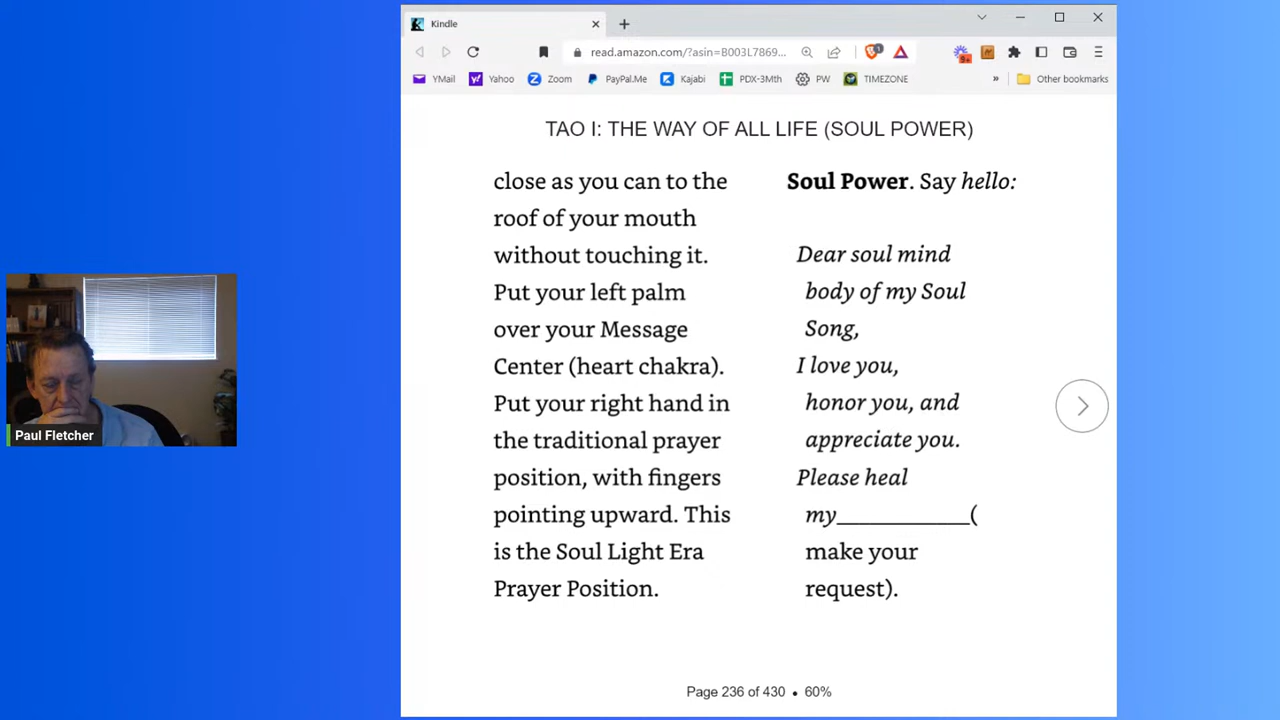 Kindle
read.amazon.com/?asin=B003L7869...
1
9+
YMail Yahoo Zoom PayPal.Me Kajabi PDX-3Mth PW TIMEZONE » Other bookmarks
TAO I: THE WAY OF ALL LIFE (SOUL POWER)
close as you can to the
roof of your mouth
without touching it.
Put your left palm
over your Message
Center (heart chakra).
Put your right hand in
the traditional prayer
position, with fingers
pointing upward. This
is the Soul Light Era
Prayer Position.
Soul Power. Say hello:
Dear soul mind
body of my Soul
Song,
I love you,
honor you, and
appreciate you.
Please heal
my___________(
make your
request).
Page 236 of 430 • 60%
Paul Fletcher